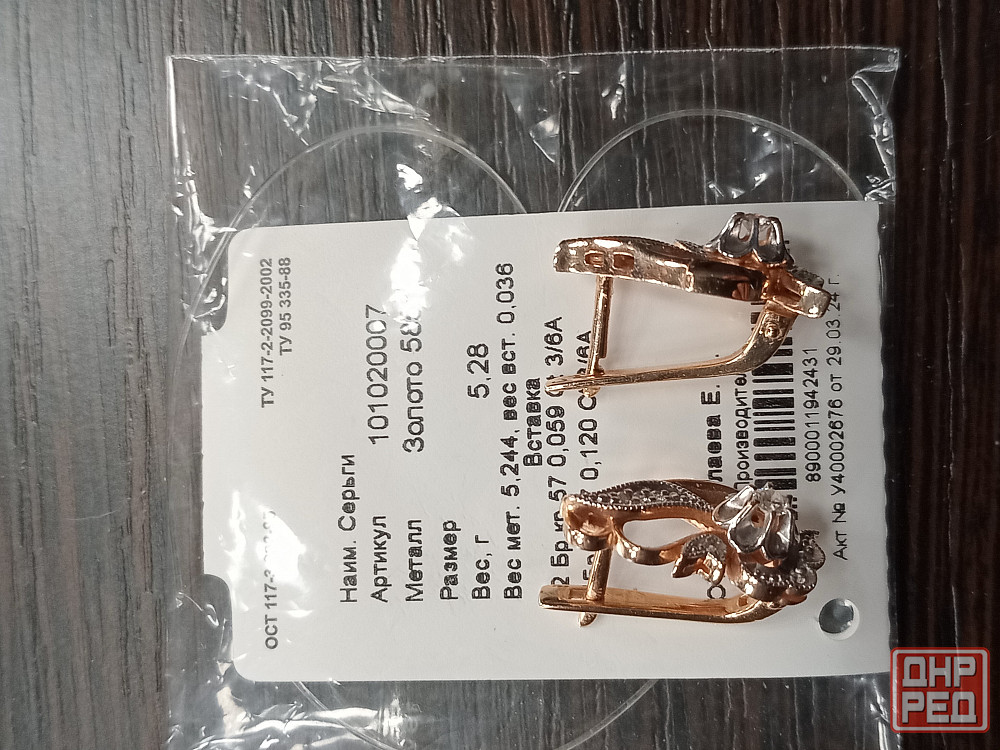 ОСТ 117-3
ТУ 117-2-2099-2002
ТУ 95 335-88
Наим. Серьги
Артикул 101020007
Металл Золото 58
Размер
Вес, г 5,28
Вес мет. 5,244, вес вст. 0,036
Вставка
2 Бр 57 0,059 3/6А
0,120 /6А
лаева Е.
8900011942431
Акт № У40002676 от 29.03.24 г.
ДНР
РЕД